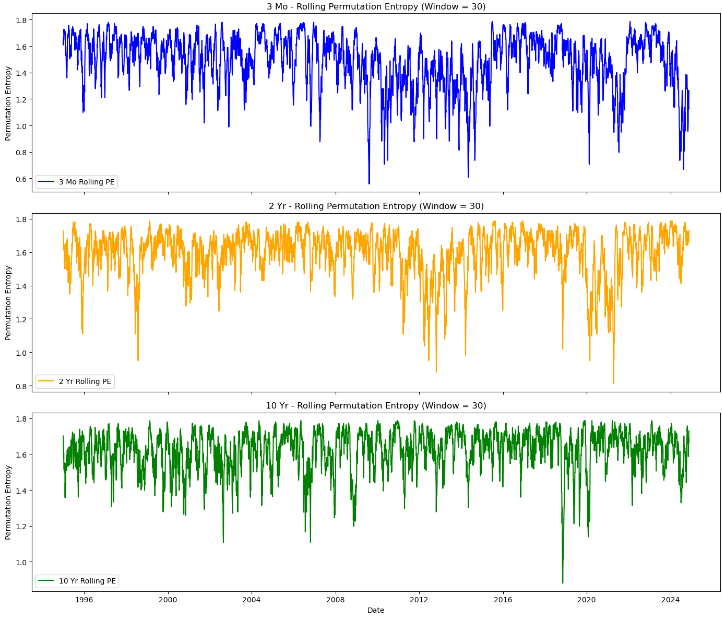 3 Mo - Rolling Permutation Entropy (Window = 30)
1.8
1.6
1.4
1.2
1.0
0.8
0.6
Permutation Entropy
3 Mo Rolling PE
2 Yr - Rolling Permutation Entropy (Window = 30)
1.8
1.6
1.4
1.2
1.0
0.8
Permutation Entropy
2 Yr Rolling PE
10 Yr - Rolling Permutation Entropy (Window = 30)
1.8
1.6
1.4
1.2
1.0
Permutation Entropy
10 Yr Rolling PE
1996 2000 2004 2008 2012 2016 2020 2024
Date